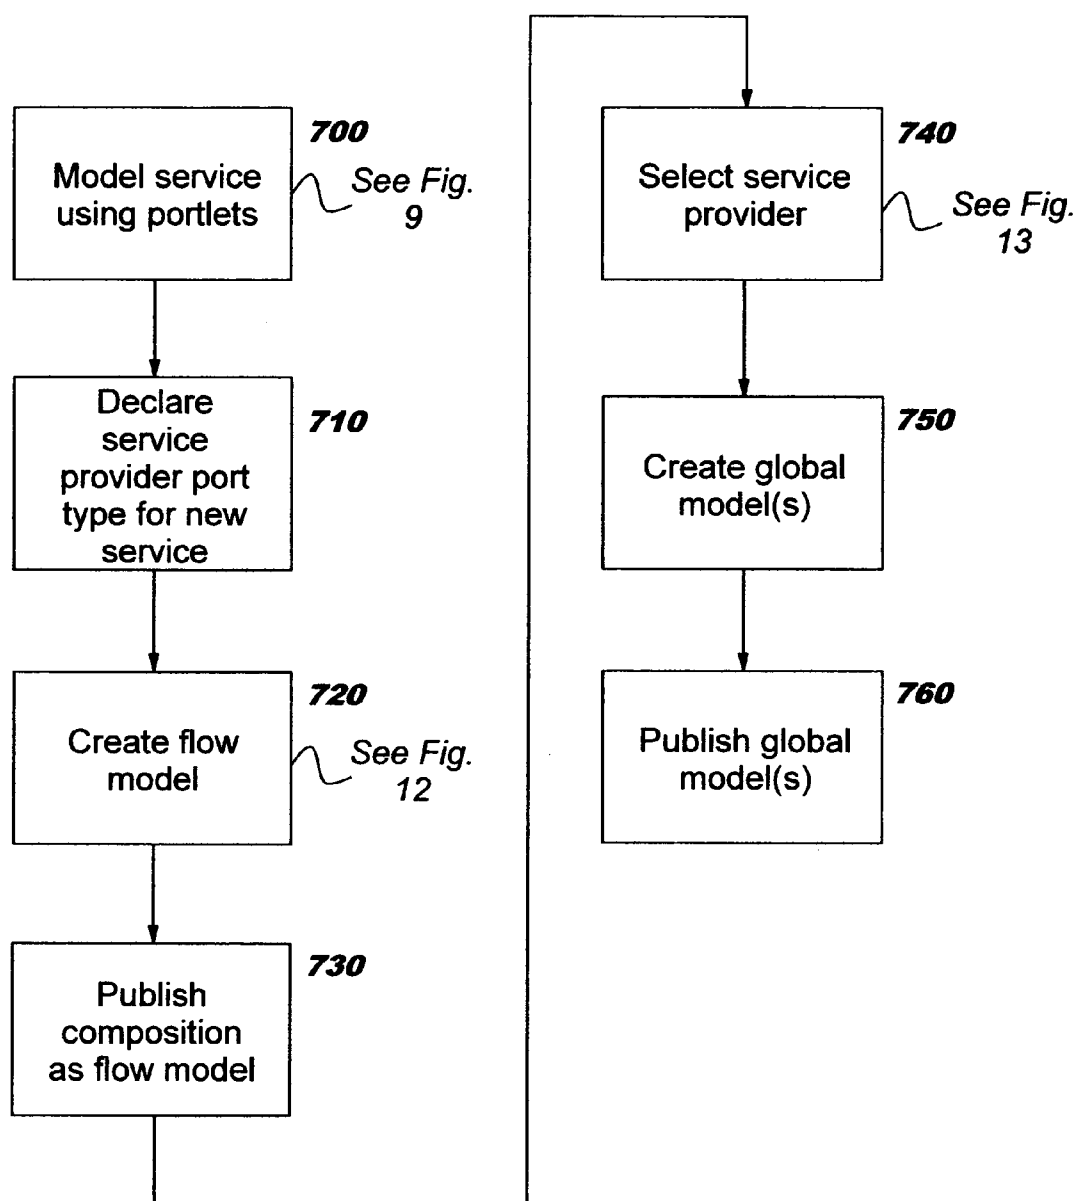 700
Model service
using portlets
See Fig.
9
710
Declare
service
provider port
type for new
service
720
Create flow
model
See Fig.
12
730
Publish
composition
as flow model
740
Select service
provider
See Fig.
13
750
Create global
model(s)
760
Publish global
model(s)